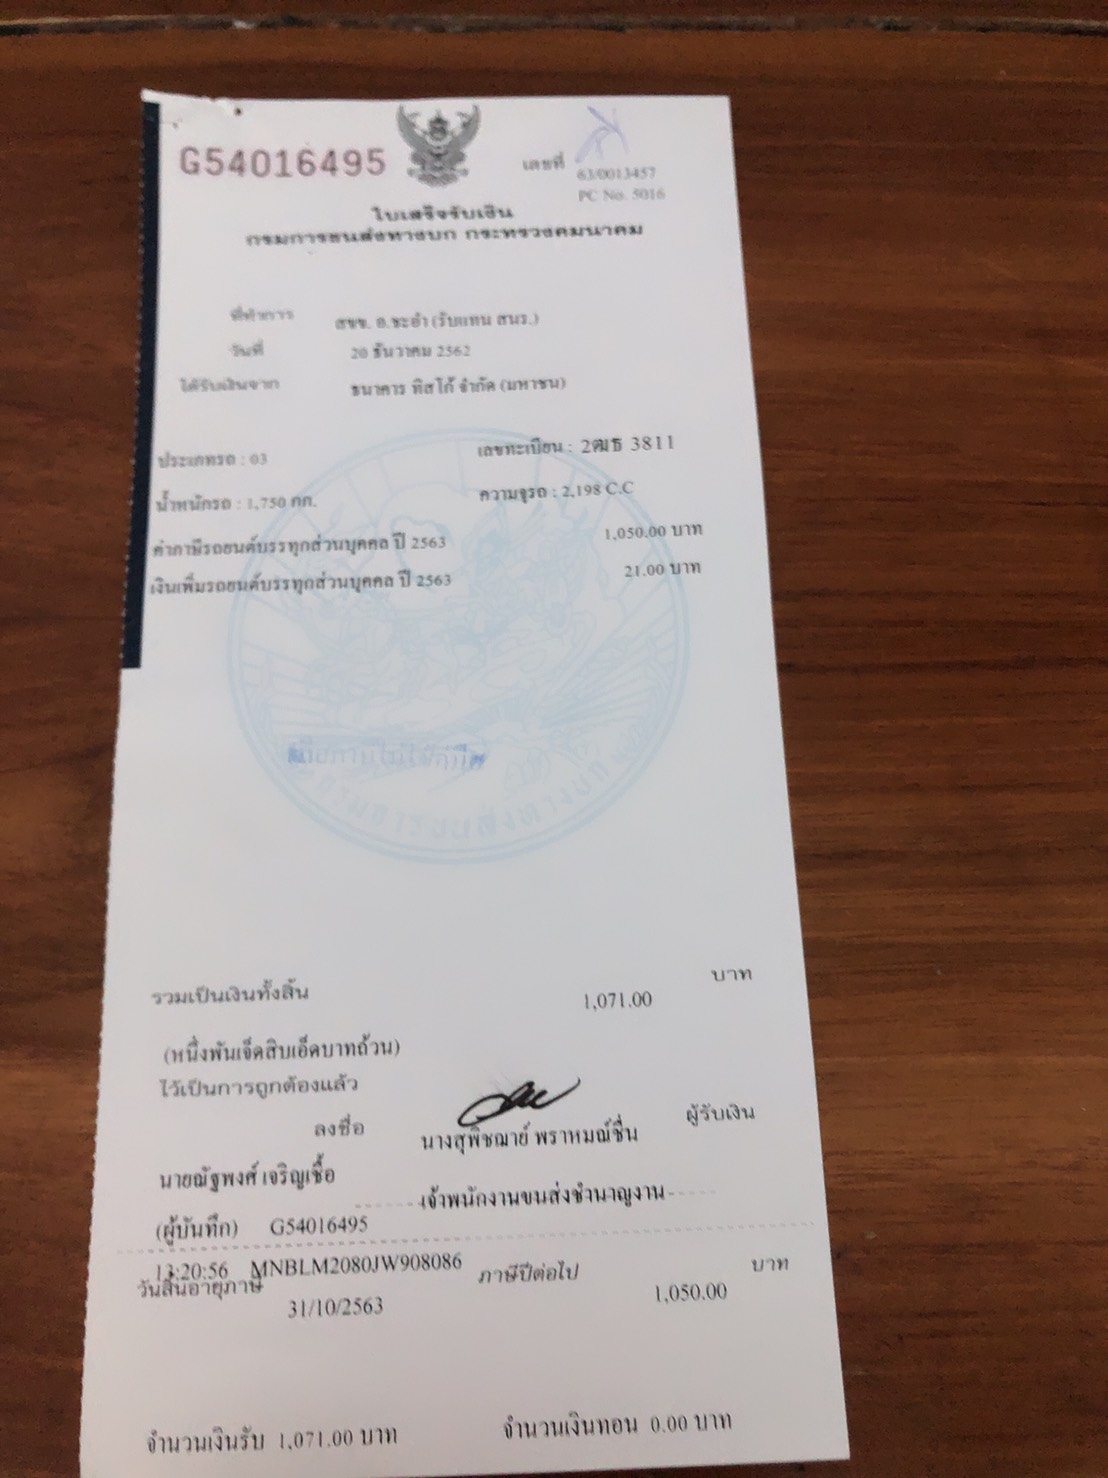 G54016495
เลขที่ 63/0013457
PC No. 5016
ใบเสร็จรับเงิน
กรมการขนส่งทางบก กระทรวงคมนาคม
ที่ทำการ สขข. อ.ชะอำ (รับแทน สนร.)
วันที่ 20 ธันวาคม 2562
ได้รับเงินจาก ธนาคาร ทิสโก้ จำกัด (มหาชน)
ประเภทรถ : 03 เลขทะเบียน : 2ฒธ 3811
น้ำหนักรถ : 1,750 กก. ความจุรถ : 2,198 C.C
ค่าภาษีรถยนต์บรรทุกส่วนบุคคล ปี 2563 1,050.00 บาท
เงินเพิ่มรถยนต์บรรทุกส่วนบุคคล ปี 2563 21.00 บาท
กรมการขนส่งทางบก
รวมเป็นเงินทั้งสิ้น 1,071.00 บาท
(หนึ่งพันเจ็ดสิบเอ็ดบาทถ้วน)
ไว้เป็นการถูกต้องแล้ว
ลงชื่อ ผู้รับเงิน
นางสุพิชฌาย์ พราหมณ์ชื่น
นายณัฐพงศ์ เจริญเชื้อ
เจ้าพนักงานขนส่งชำนาญงาน
(ผู้บันทึก) G54016495
13:20:56 MNBLM2080JW908086
วันสิ้นอายุภาษี 31/10/2563 ภาษีปีต่อไป 1,050.00 บาท
จำนวนเงินรับ 1,071.00 บาท จำนวนเงินทอน 0.00 บาท